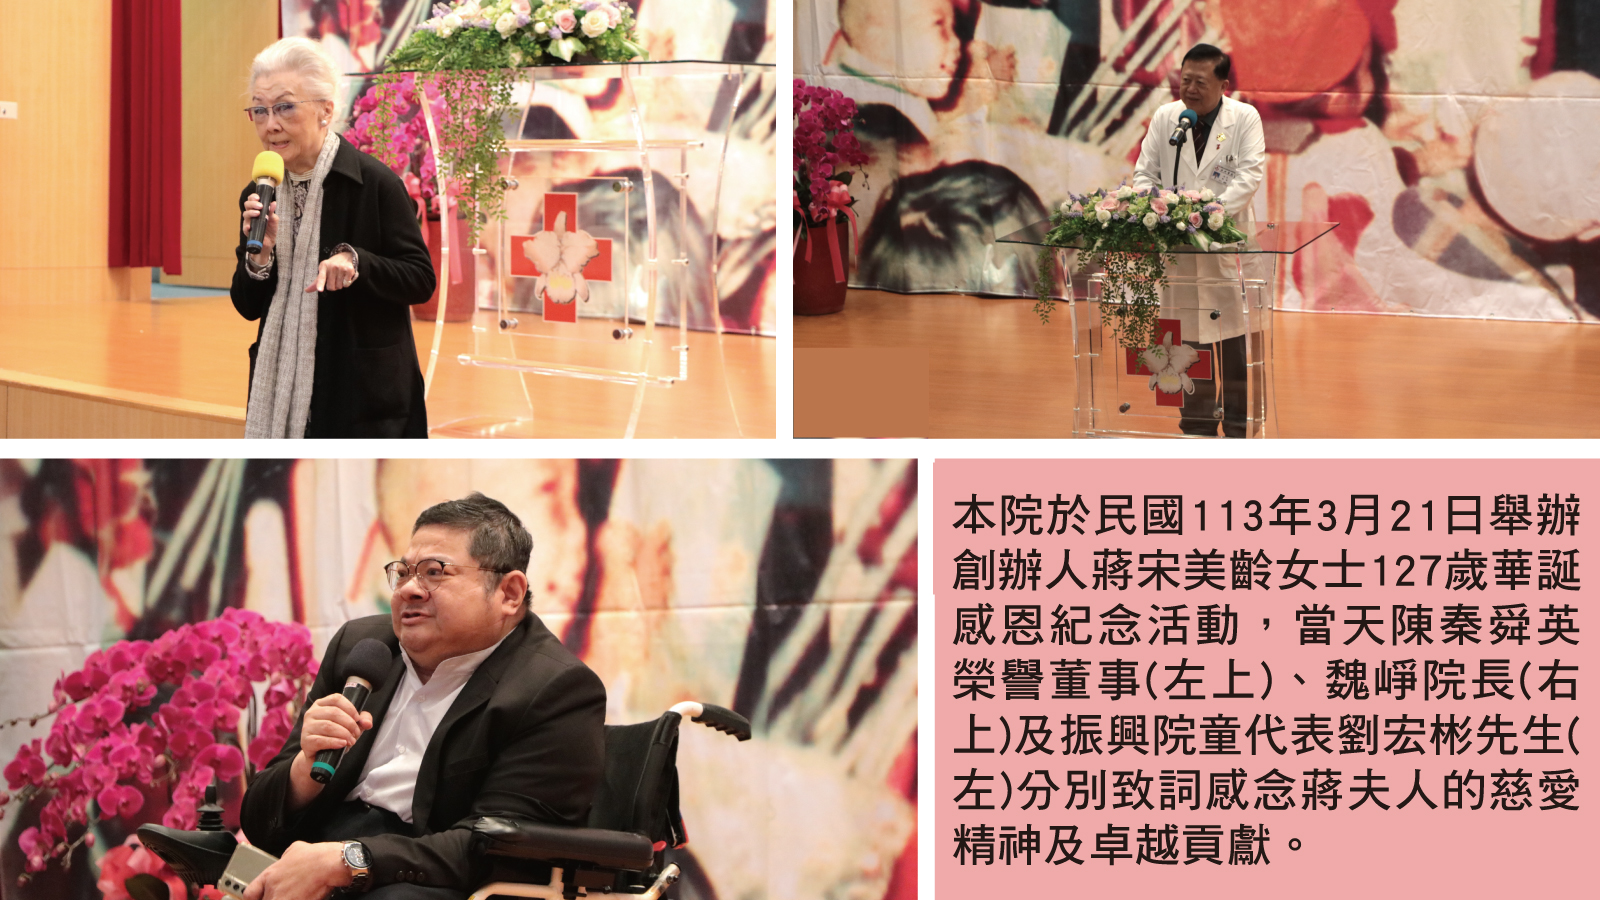 本院於民國113年3月21日舉辦
創辦人蔣宋美齡女士127歲華誕
感恩紀念活動，當天陳秦舜英
榮譽董事(左上)、魏崢院長(右
上)及振興院童代表劉宏彬先生(
左)分別致詞感念蔣夫人的慈愛
精神及卓越貢獻。